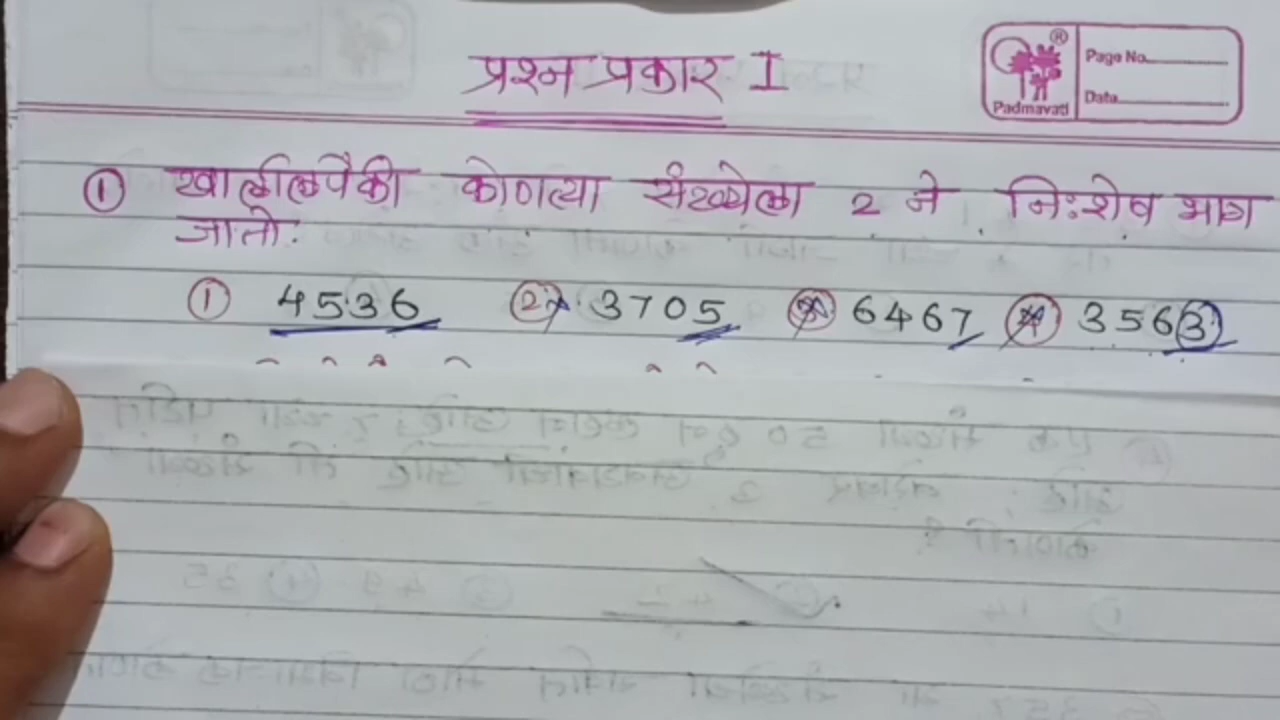 प्रश्न प्रकार I
Page No.
Date
Padmavati
① खालीलपैकी कोणत्या संख्येला 2 ने निःशेष भाग
जातो.
① 4536 ② 3705 ③ 6467 ④ 3563